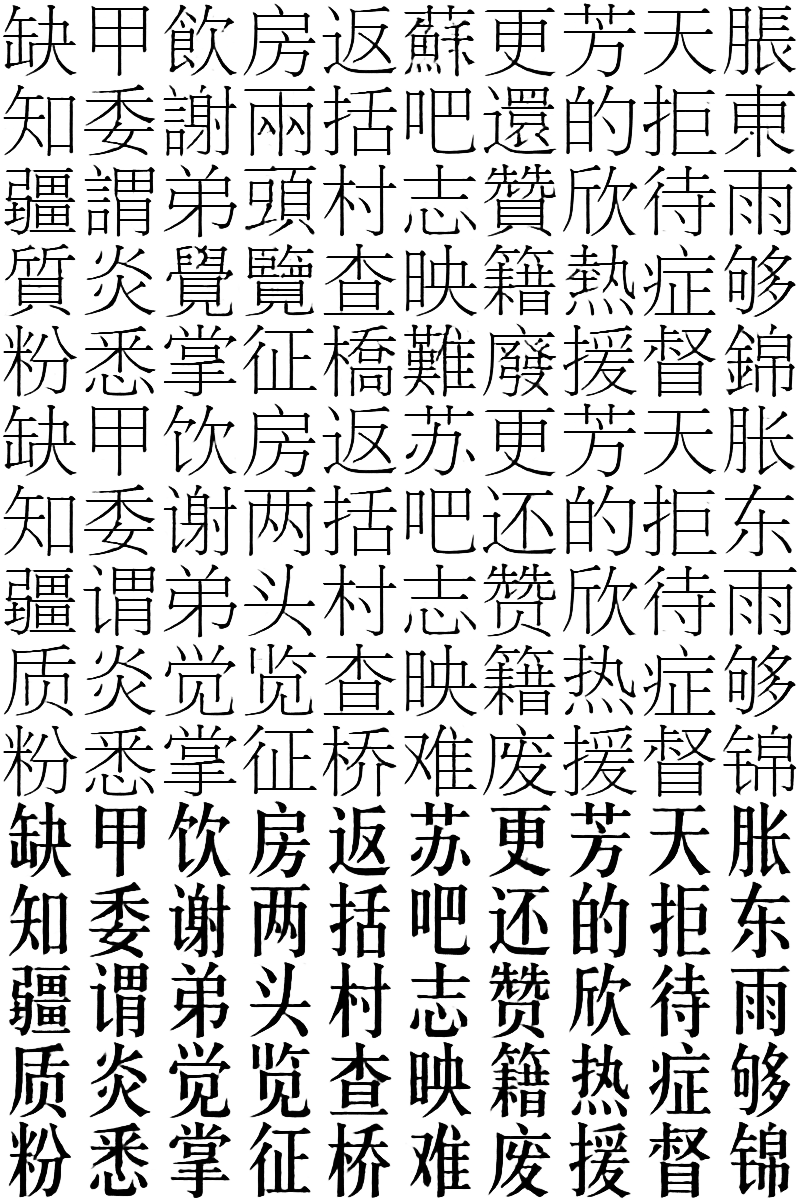 缺甲飲房返蘇更芳天脹
知委謝兩括吧還的拒東
疆謂弟頭村志贊欣待雨
質炎覺覽查映籍熱症够
粉悉掌征橋難廢援督錦
缺甲饮房返苏更芳天胀
知委谢两括吧还的拒东
疆谓弟头村志赞欣待雨
质炎觉览查映籍热症够
粉悉掌征桥难废援督锦
缺甲饮房返苏更芳天胀
知委谢两括吧还的拒东
疆谓弟头村志赞欣待雨
质炎觉览查映籍热症够
粉悉掌征桥难废援督锦